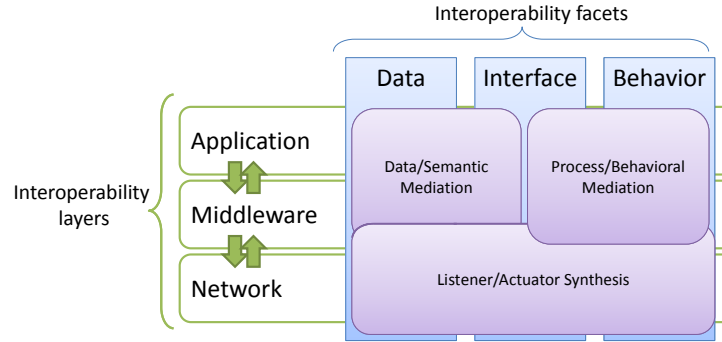 Interoperability facets
Data
Interface
Behavior
Application
Data/Semantic
Mediation
Process/Behavioral
Mediation
Interoperability
layers
Middleware
Network
Listener/Actuator Synthesis